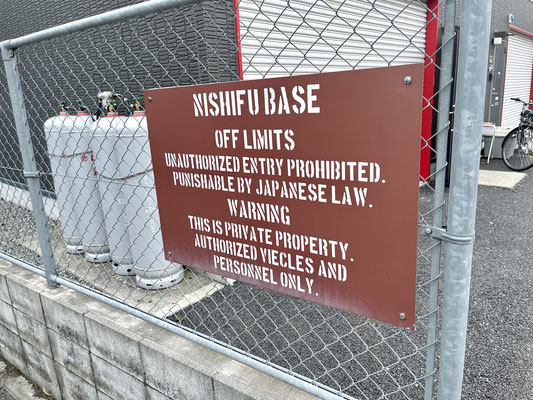 NISHIFU BASE
OFF LIMITS
UNAUTHORIZED ENTRY PROHIBITED.
PUNISHABLE BY JAPANESE LAW.
WARNING
THIS IS PRIVATE PROPERTY.
AUTHORIZED VIECLES AND
PERSONNEL ONLY.